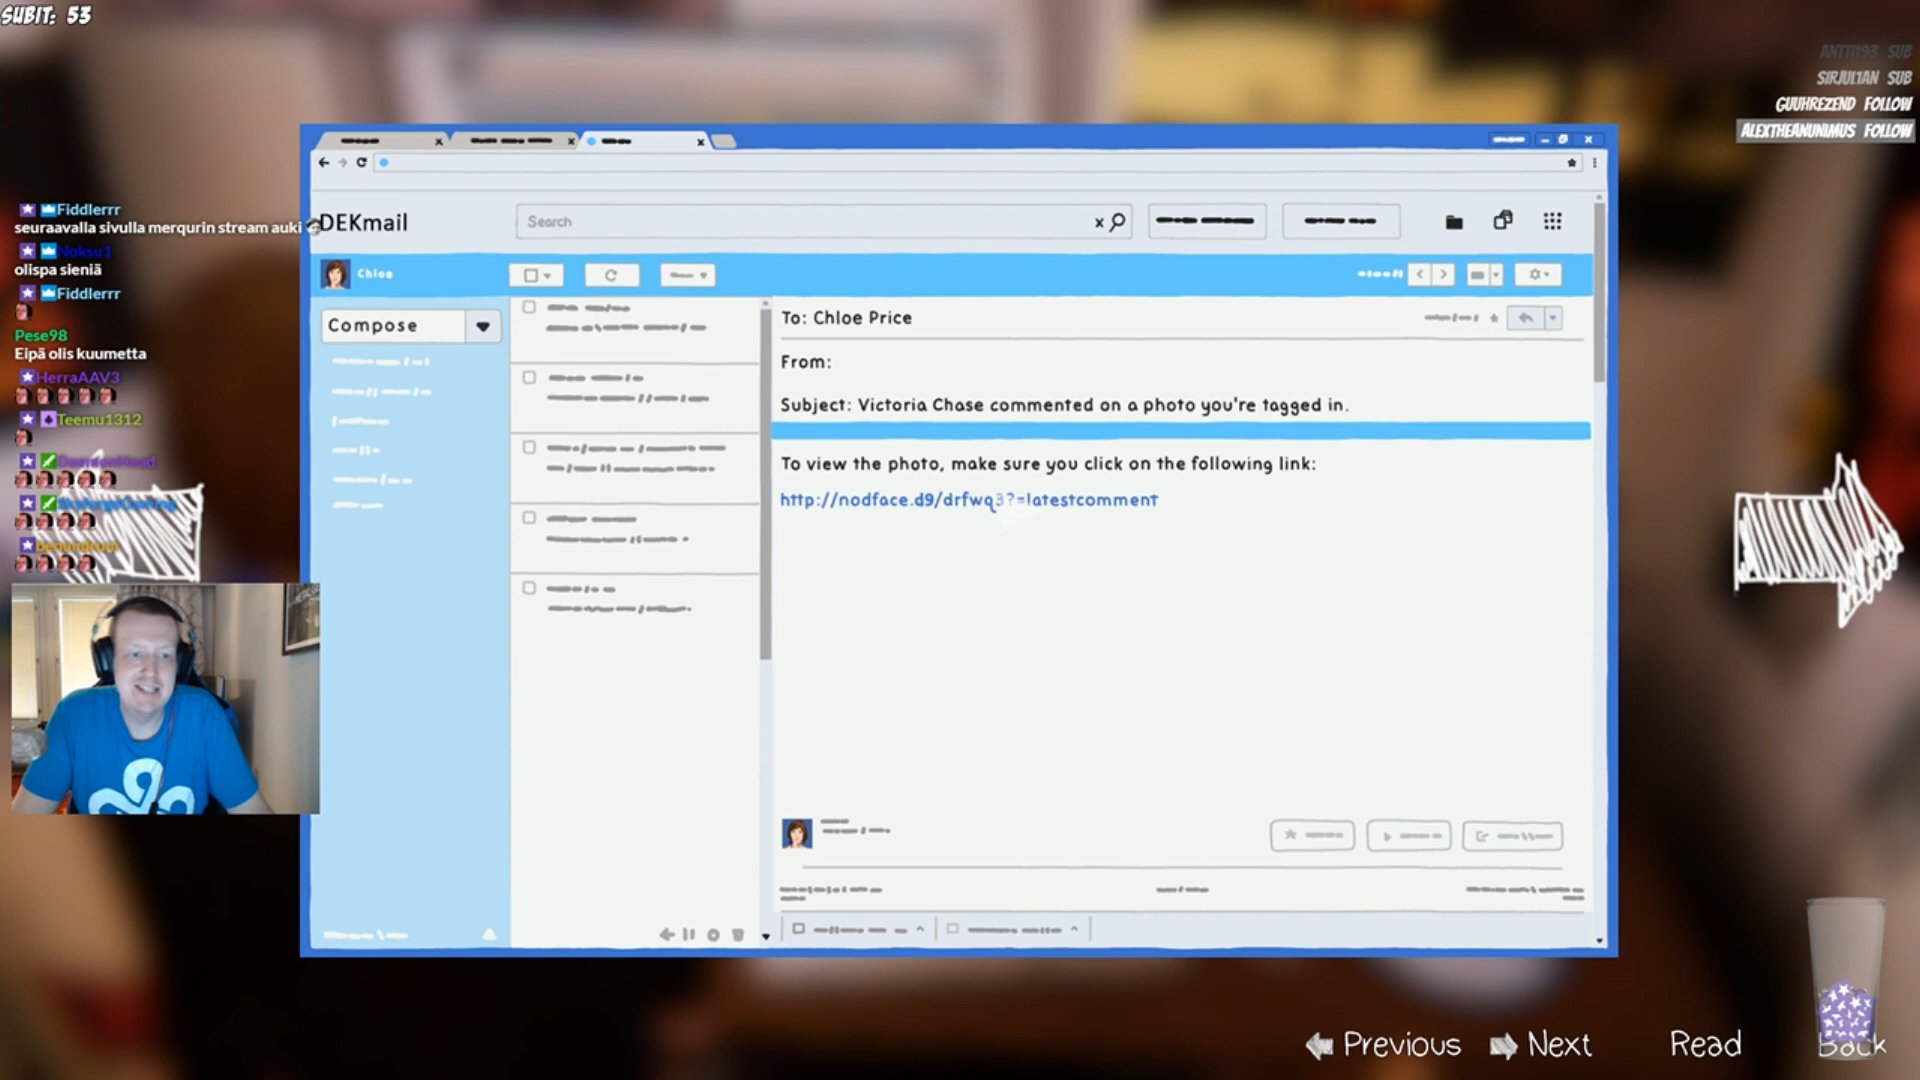 SUBIT: 53
ANTTI193 SUB
SIRJUL1AN SUB
GUUHREZEND FOLLOW
ALEXTHEANUNIMUS FOLLOW
Fiddlerrr
seuraavalla sivulla merqurin stream auki
Noksu1
olispa sieniä
Fiddlerrr
Pese98
Eipä olis kuumetta
HerraAAV3
Teemu1312
DEKmail
Search
Chloe
Compose
To: Chloe Price
From:
Subject: Victoria Chase commented on a photo you're tagged in.
To view the photo, make sure you click on the following link:
http://nodface.d9/drfwq3?=latestcomment
Previous
Next
Read
Back